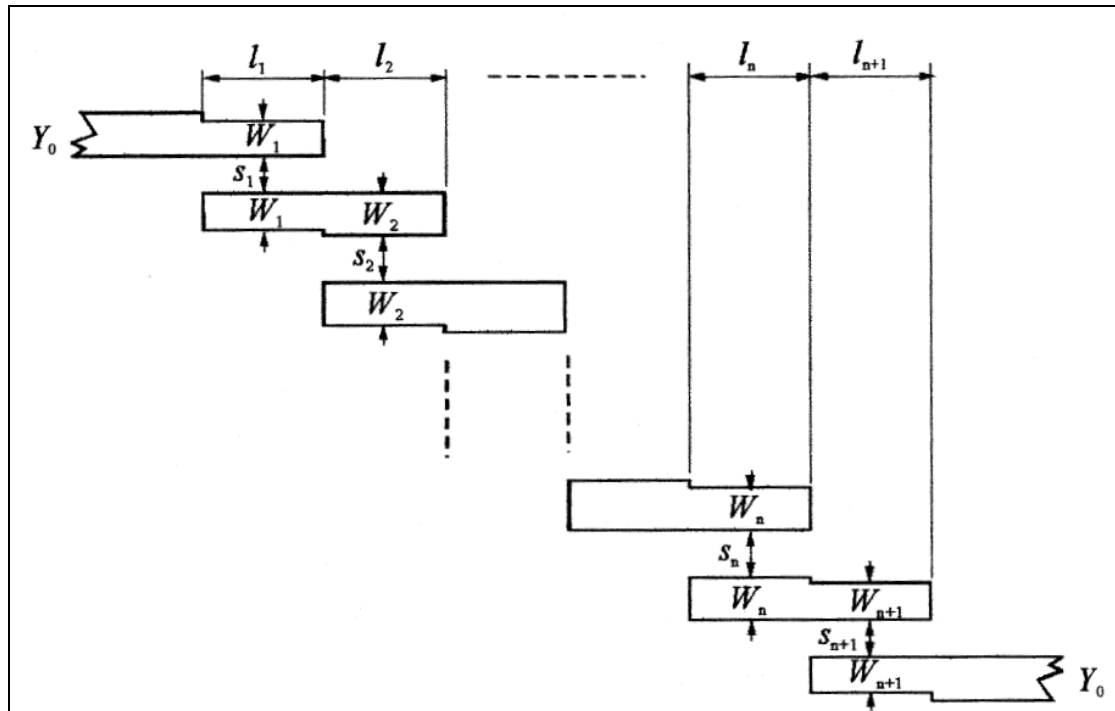 l₁ l₂ lₙ lₙ₊₁
Y₀ W₁
s₁
W₁ W₂
s₂
W₂
Wₙ
sₙ
Wₙ Wₙ₊₁
sₙ₊₁
Wₙ₊₁ Y₀